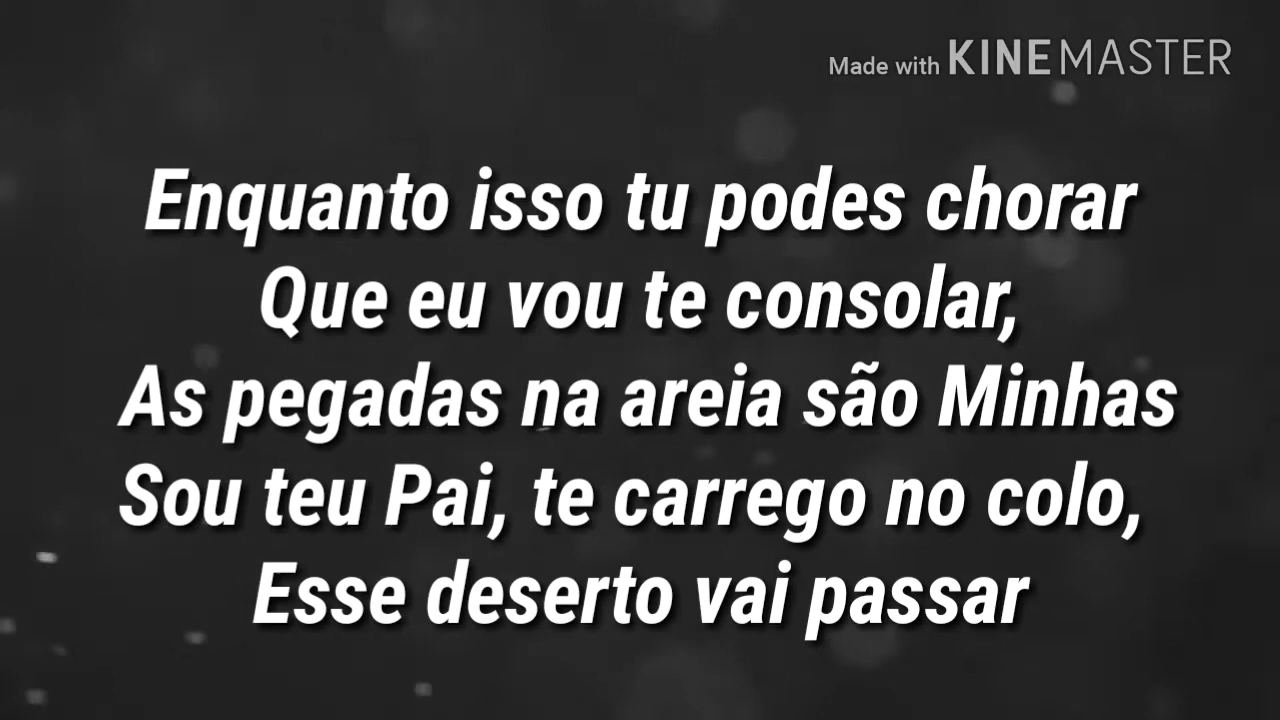 Made with KINEMASTER
Enquanto isso tu podes chorar
Que eu vou te consolar,
As pegadas na areia são Minhas
Sou teu Pai, te carrego no colo,
Esse deserto vai passar